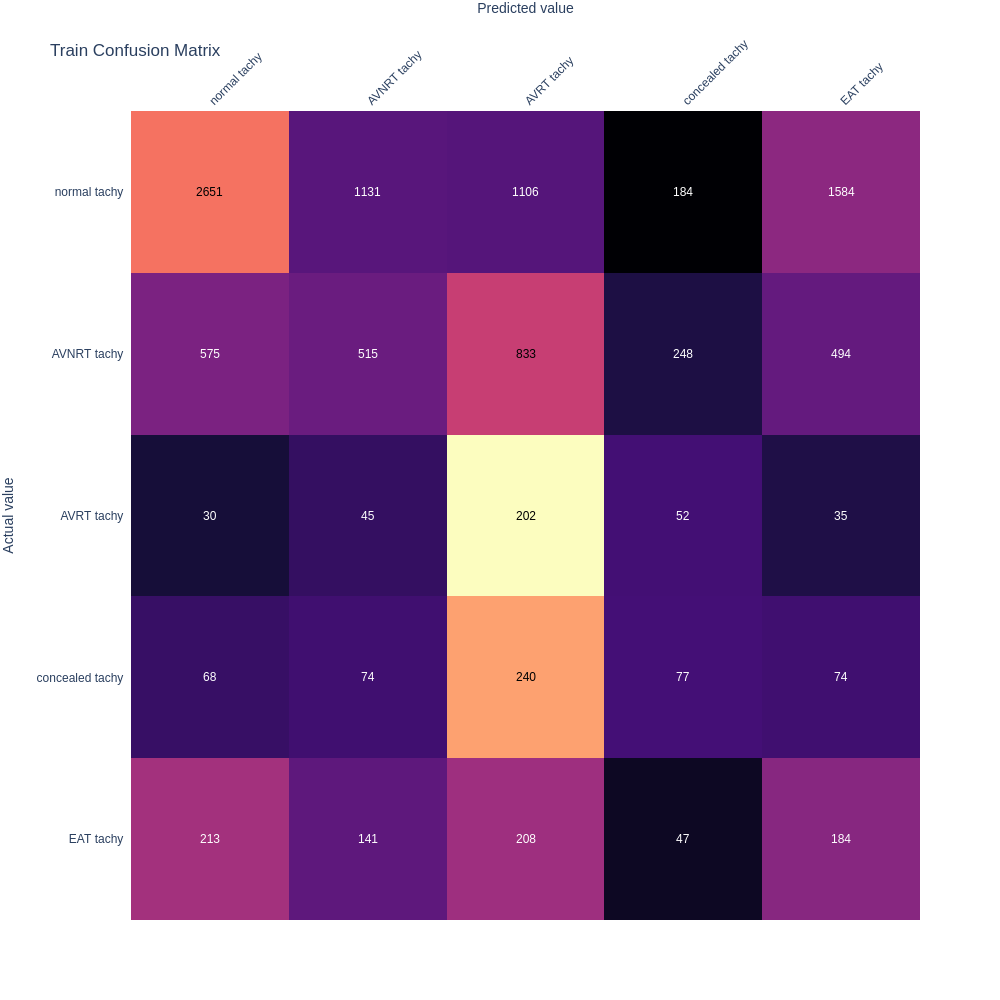 Predicted value
Train Confusion Matrix
normal tachy
AVNRT tachy
AVRT tachy
concealed tachy
EAT tachy
Actual value
normal tachy
2651
1131
1106
184
1584
AVNRT tachy
575
515
833
248
494
AVRT tachy
30
45
202
52
35
concealed tachy
68
74
240
77
74
EAT tachy
213
141
208
47
184